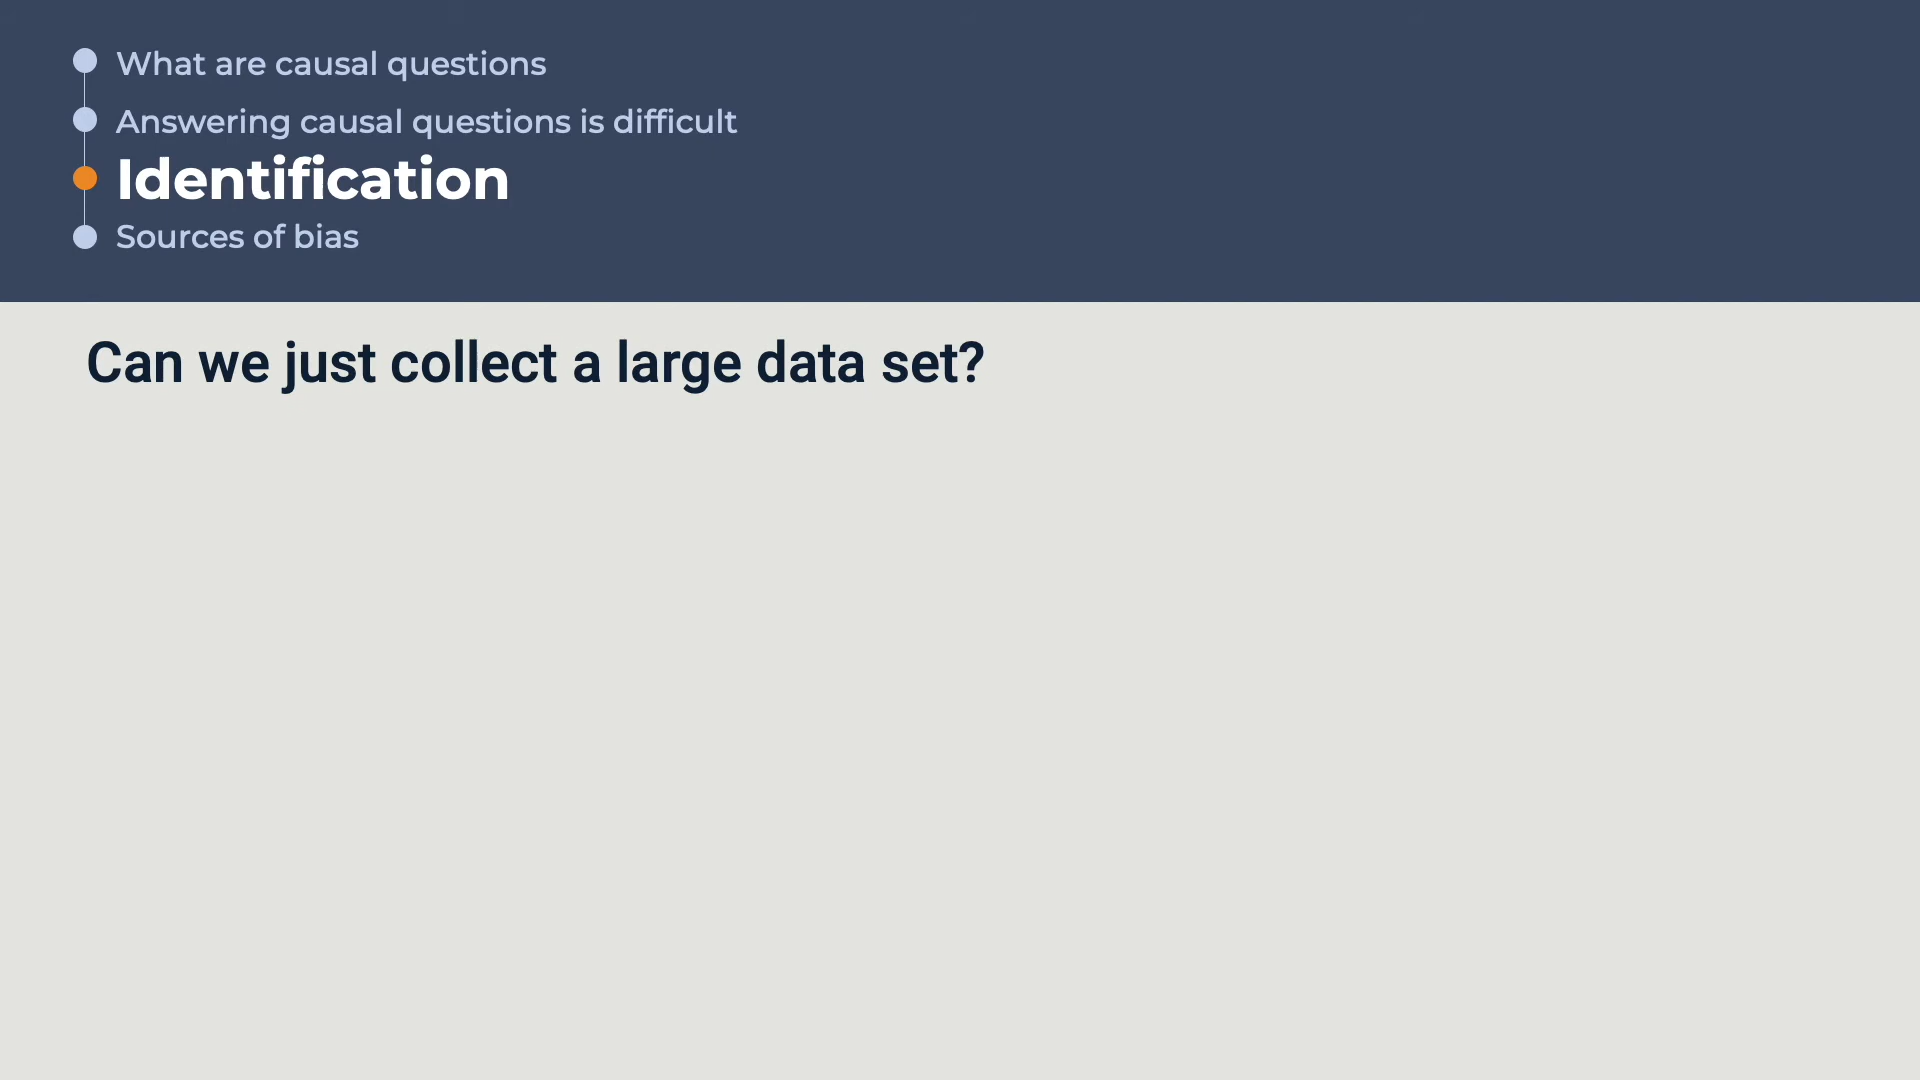 What are causal questions
Answering causal questions is difficult
Identification
Sources of bias
Can we just collect a large data set?